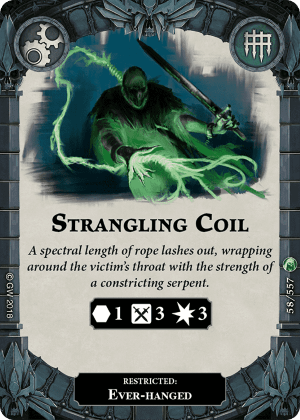 Strangling Coil
A spectral length of rope lashes out, wrapping
around the victim's throat with the strength of
a constricting serpent.
1 3 3
RESTRICTED:
Ever-hanged
© GW 2018
58/557